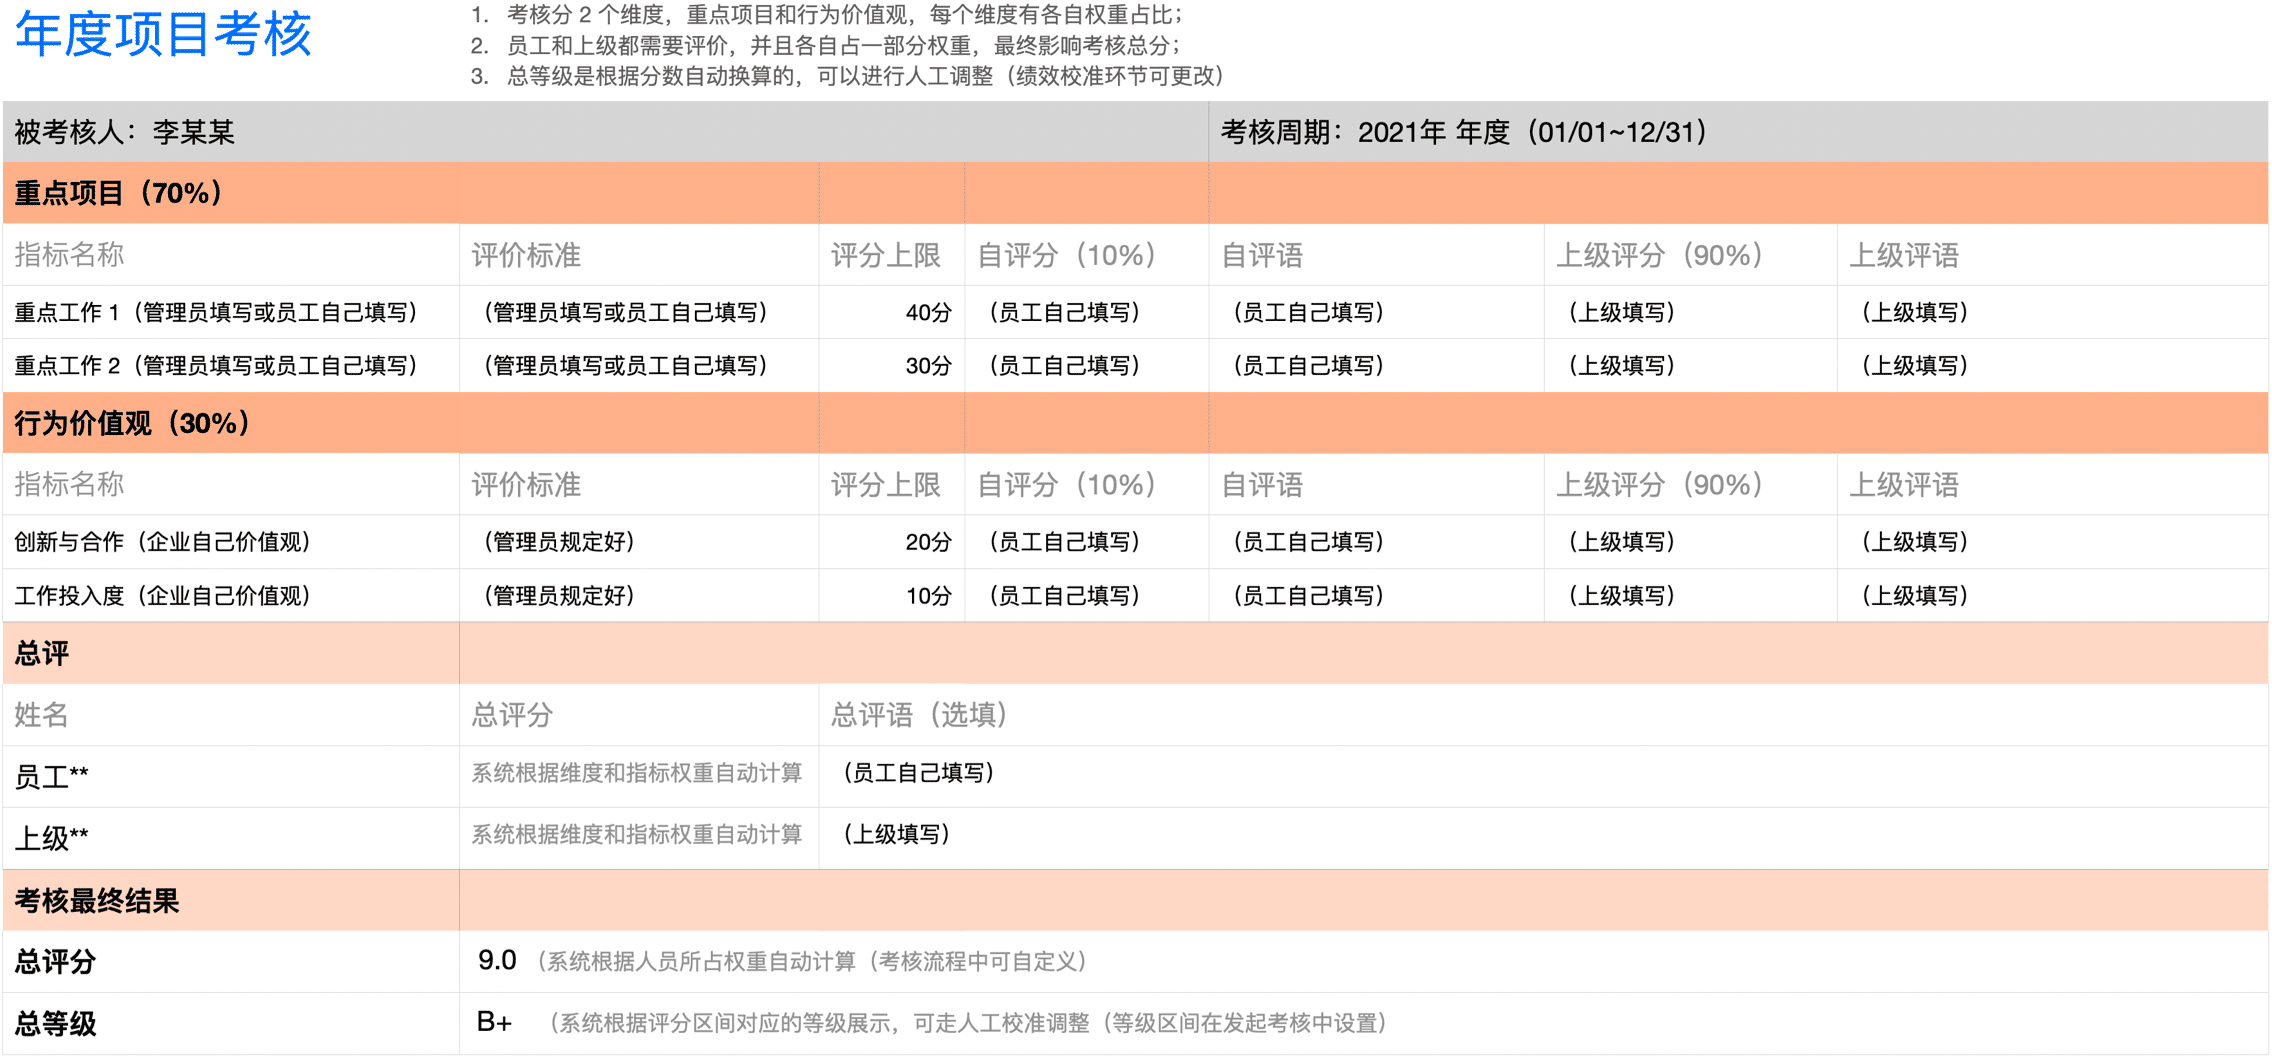 年度项目考核
1. 考核分 2 个维度，重点项目和行为价值观，每个维度有各自权重占比；
2. 员工和上级都需要评价，并且各自占一部分权重，最终影响考核总分；
3. 总等级是根据分数自动换算的，可以进行人工调整（绩效校准环节可更改）
被考核人：李某某 考核周期：2021年 年度（01/01~12/31）
重点项目（70%）
指标名称 评价标准 评分上限 自评分（10%） 自评语 上级评分（90%） 上级评语
重点工作 1（管理员填写或员工自己填写） （管理员填写或员工自己填写） 40分 （员工自己填写） （员工自己填写） （上级填写） （上级填写）
重点工作 2（管理员填写或员工自己填写） （管理员填写或员工自己填写） 30分 （员工自己填写） （员工自己填写） （上级填写） （上级填写）
行为价值观（30%）
指标名称 评价标准 评分上限 自评分（10%） 自评语 上级评分（90%） 上级评语
创新与合作（企业自己价值观） （管理员规定好） 20分 （员工自己填写） （员工自己填写） （上级填写） （上级填写）
工作投入度（企业自己价值观） （管理员规定好） 10分 （员工自己填写） （员工自己填写） （上级填写） （上级填写）
总评
姓名 总评分 总评语（选填）
员工** 系统根据维度和指标权重自动计算 （员工自己填写）
上级** 系统根据维度和指标权重自动计算 （上级填写）
考核最终结果
总评分 9.0 （系统根据人员所占权重自动计算（考核流程中可自定义）
总等级 B+ （系统根据评分区间对应的等级展示，可走人工校准调整（等级区间在发起考核中设置）